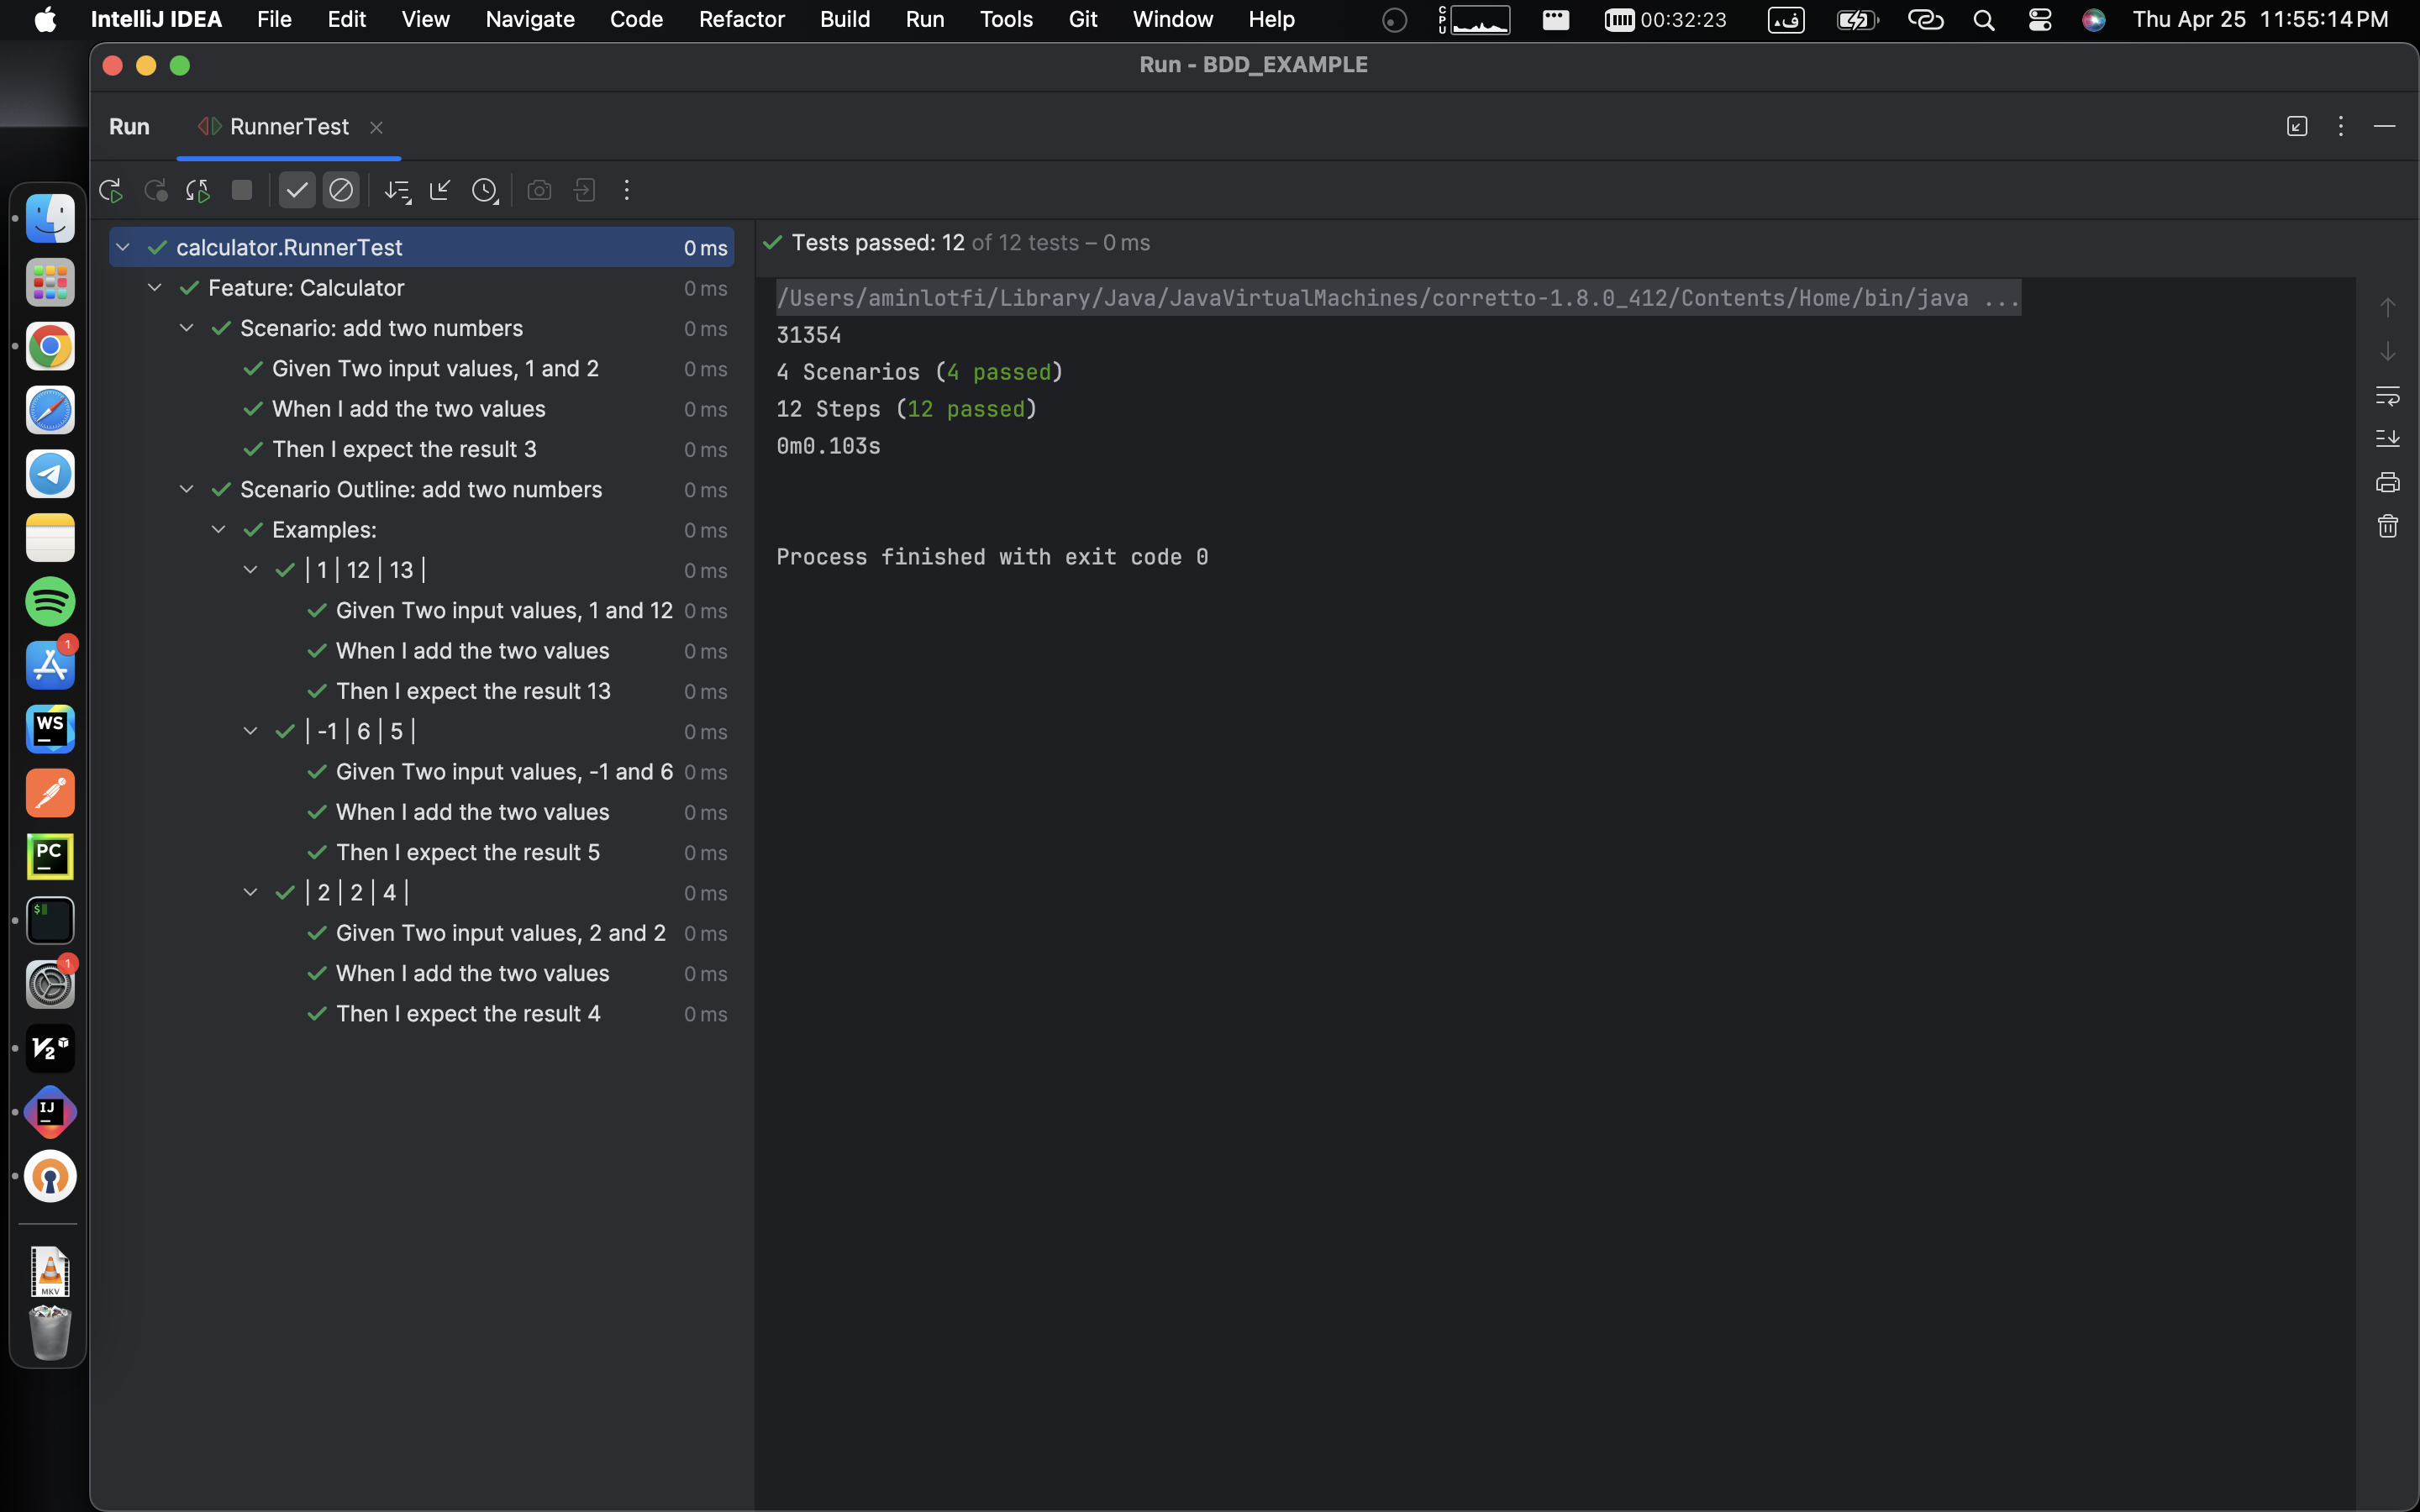 IntelliJ IDEA File Edit View Navigate Code Refactor Build Run Tools Git Window Help CPU 00:32:23 ف Thu Apr 25 11:55:14 PM
Run - BDD_EXAMPLE
Run RunnerTest
calculator.RunnerTest 0 ms
Feature: Calculator 0 ms
Scenario: add two numbers 0 ms
Given Two input values, 1 and 2 0 ms
When I add the two values 0 ms
Then I expect the result 3 0 ms
Scenario Outline: add two numbers 0 ms
Examples: 0 ms
| 1 | 12 | 13 | 0 ms
Given Two input values, 1 and 12 0 ms
When I add the two values 0 ms
Then I expect the result 13 0 ms
| -1 | 6 | 5 | 0 ms
Given Two input values, -1 and 6 0 ms
When I add the two values 0 ms
Then I expect the result 5 0 ms
| 2 | 2 | 4 | 0 ms
Given Two input values, 2 and 2 0 ms
When I add the two values 0 ms
Then I expect the result 4 0 ms
Tests passed: 12 of 12 tests – 0 ms
/Users/aminlotfi/Library/Java/JavaVirtualMachines/corretto-1.8.0_412/Contents/Home/bin/java ...
31354
4 Scenarios (4 passed)
12 Steps (12 passed)
0m0.103s
Process finished with exit code 0
1
WS
PC
$
1
V2
IJ
MKV